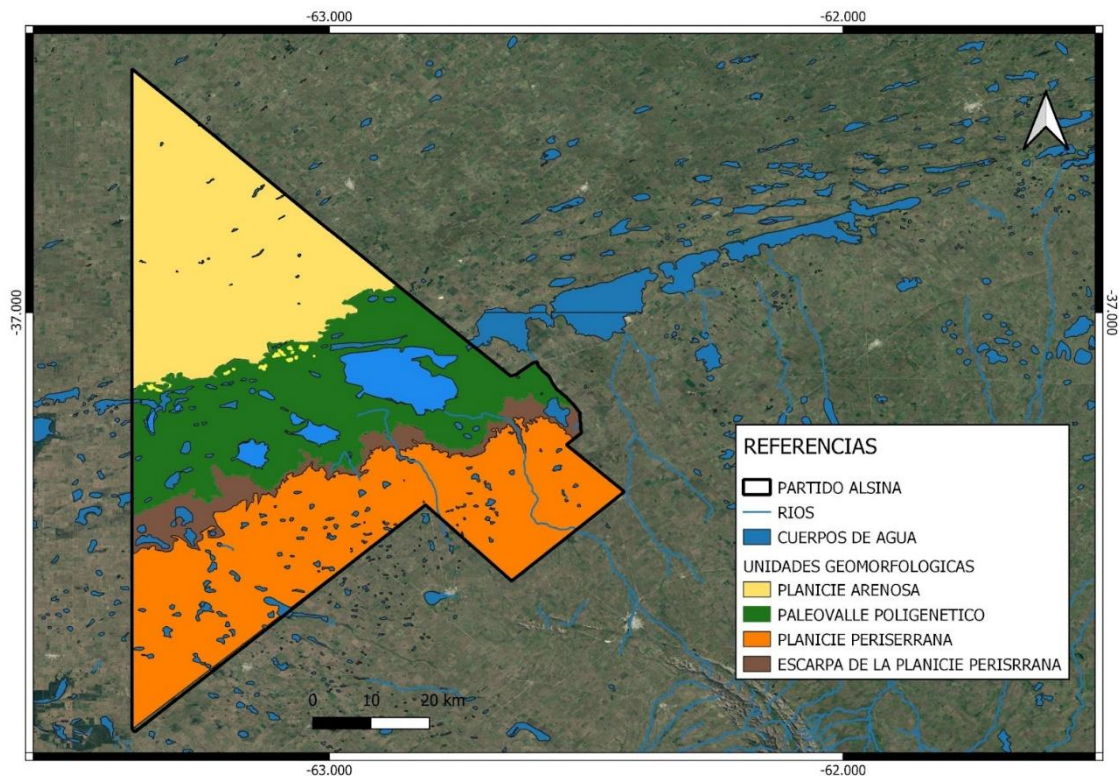 -63.000 -62.000
-37.000 -37.000
REFERENCIAS
PARTIDO ALSINA
RIOS
CUERPOS DE AGUA
UNIDADES GEOMORFOLOGICAS
PLANICIE ARENOSA
PALEOVALLE POLIGENETICO
PLANICIE PERISERRANA
ESCARPA DE LA PLANICIE PERISRRANA
0 10 20 km
-63.000 -62.000